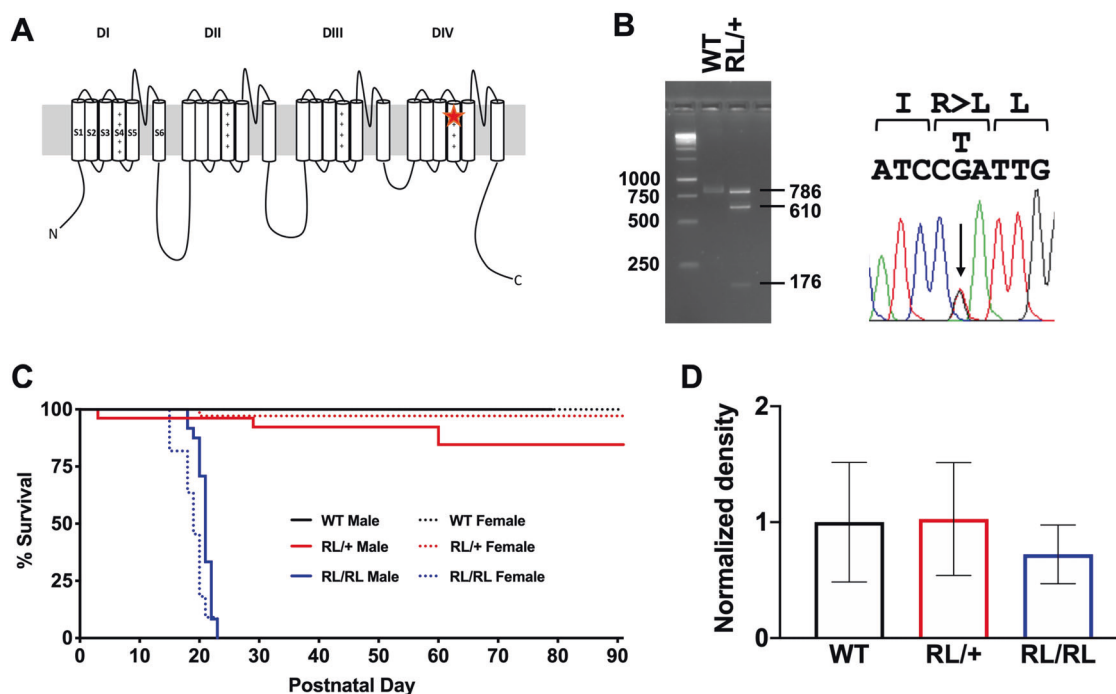 A
DI DII DIII DIV
S1 S2 S3 S4 S5 S6
+ + + +
+ + + +
+ + + +
+ + +
N
C
B
WT
RL/+
1000
750
500
250
786
610
176
I R>L L
T
ATCCGATTG
C
% Survival
100
75
50
25
0
WT Male WT Female
RL/+ Male RL/+ Female
RL/RL Male RL/RL Female
0 10 20 30 40 50 60 70 80 90
Postnatal Day
D
Normalized density
2
1
0
WT RL/+ RL/RL